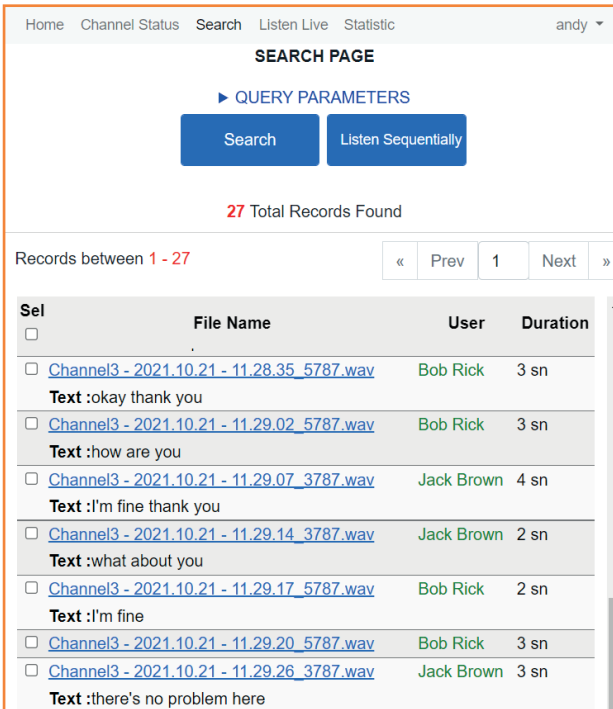 Home Channel Status Search Listen Live Statistic andy
SEARCH PAGE
QUERY PARAMETERS
Search Listen Sequentially
27 Total Records Found
Records between 1 - 27 « Prev 1 Next »
Sel File Name User Duration
Channel3 - 2021.10.21 - 11.28.35_5787.wav Bob Rick 3 sn
Text :okay thank you
Channel3 - 2021.10.21 - 11.29.02_5787.wav Bob Rick 3 sn
Text :how are you
Channel3 - 2021.10.21 - 11.29.07_3787.wav Jack Brown 4 sn
Text :I'm fine thank you
Channel3 - 2021.10.21 - 11.29.14_3787.wav Jack Brown 2 sn
Text :what about you
Channel3 - 2021.10.21 - 11.29.17_5787.wav Bob Rick 2 sn
Text :I'm fine
Channel3 - 2021.10.21 - 11.29.20_5787.wav Bob Rick 3 sn
Channel3 - 2021.10.21 - 11.29.26_3787.wav Jack Brown 3 sn
Text :there's no problem here